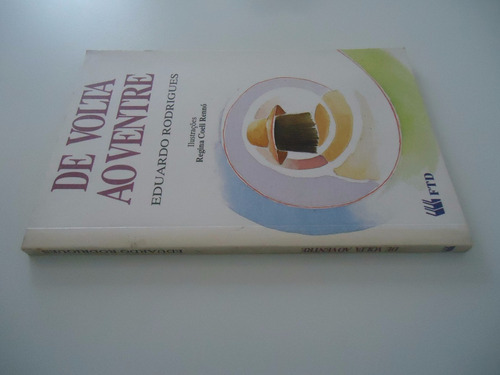 DE VOLTA
AO VENTRE
EDUARDO RODRIGUES
Ilustrações
Regina Coeli Rennó
FTD
EDUARDO RODRIGUES
DE VOLTA AO VENTRE